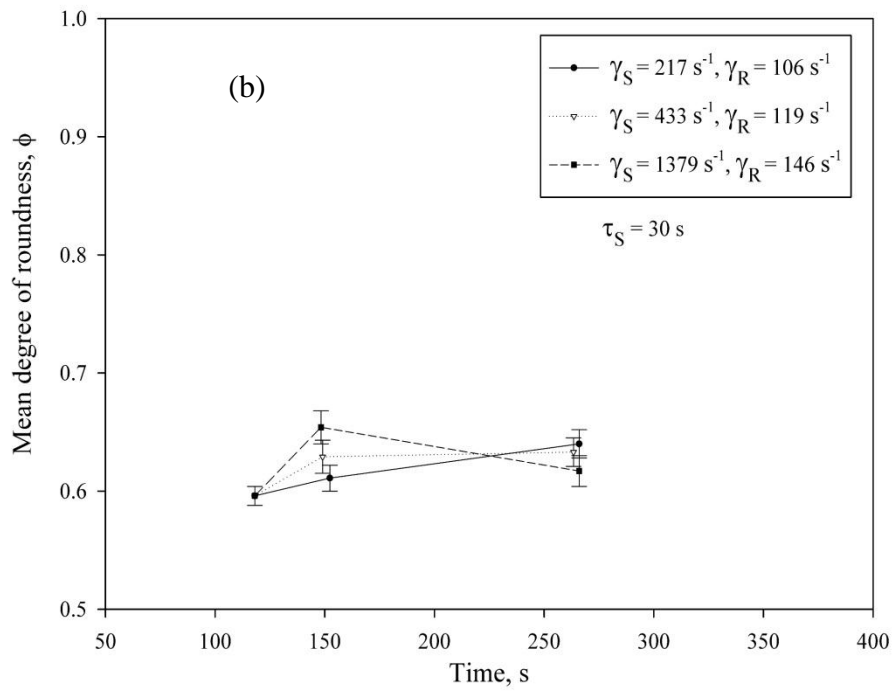 1.0
0.9
0.8
0.7
0.6
0.5
Mean degree of roundness, ϕ
(b)
γS = 217 s-1, γR = 106 s-1
γS = 433 s-1, γR = 119 s-1
γS = 1379 s-1, γR = 146 s-1
τS = 30 s
50 100 150 200 250 300 350 400
Time, s